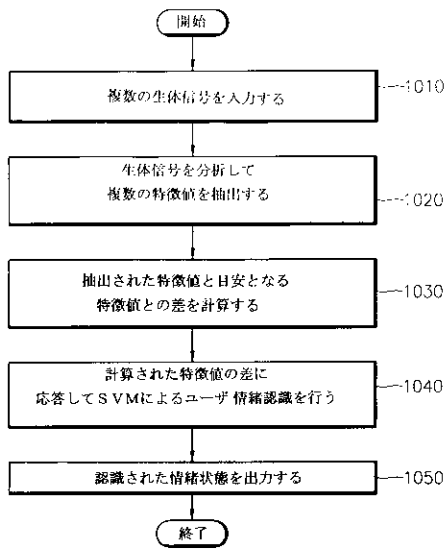 開始
複数の生体信号を入力する
1010
生体信号を分析して
複数の特徴値を抽出する
1020
抽出された特徴値と目安となる
特徴値との差を計算する
1030
計算された特徴値の差に
応答してSVMによるユーザ情緒認識を行う
1040
認識された情緒状態を出力する
1050
終了